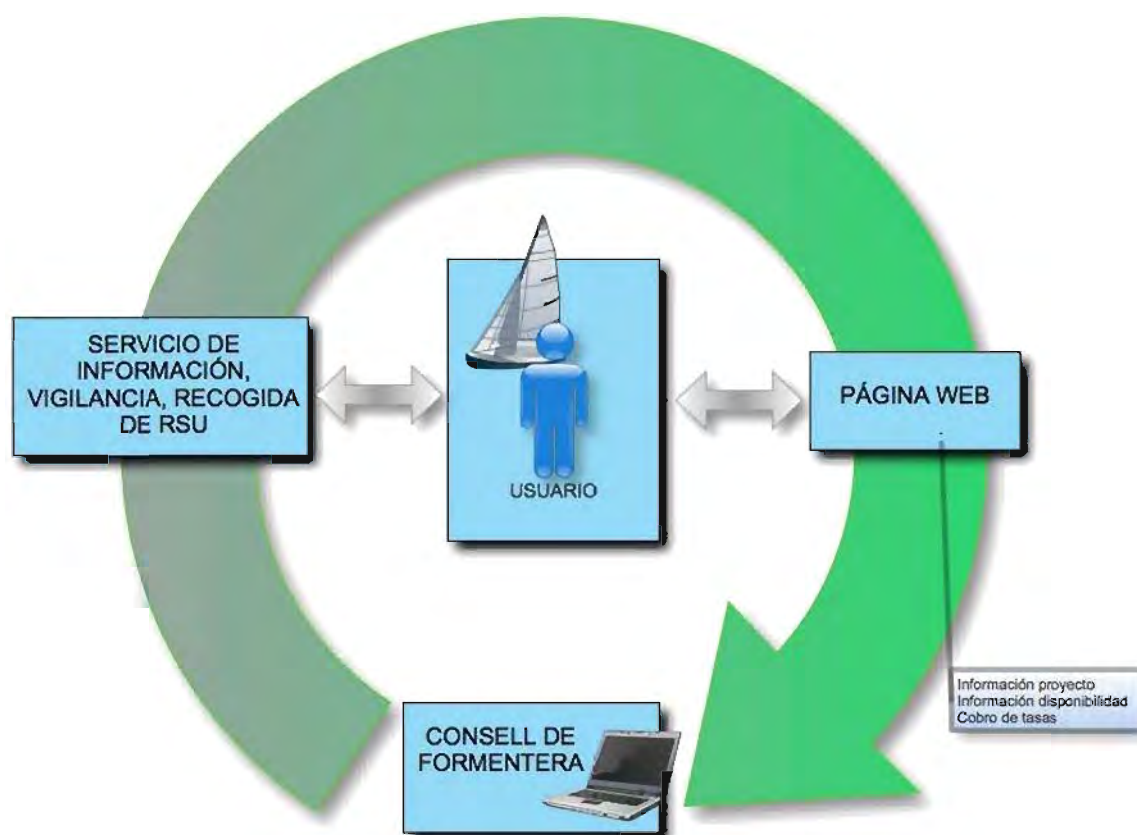 SERVICIO DE
INFORMACIÓN,
VIGILANCIA, RECOGIDA
DE RSU
USUARIO
PÁGINA WEB
Información proyecto
Información disponibilidad
Cobro de tasas
CONSELL DE
FORMENTERA